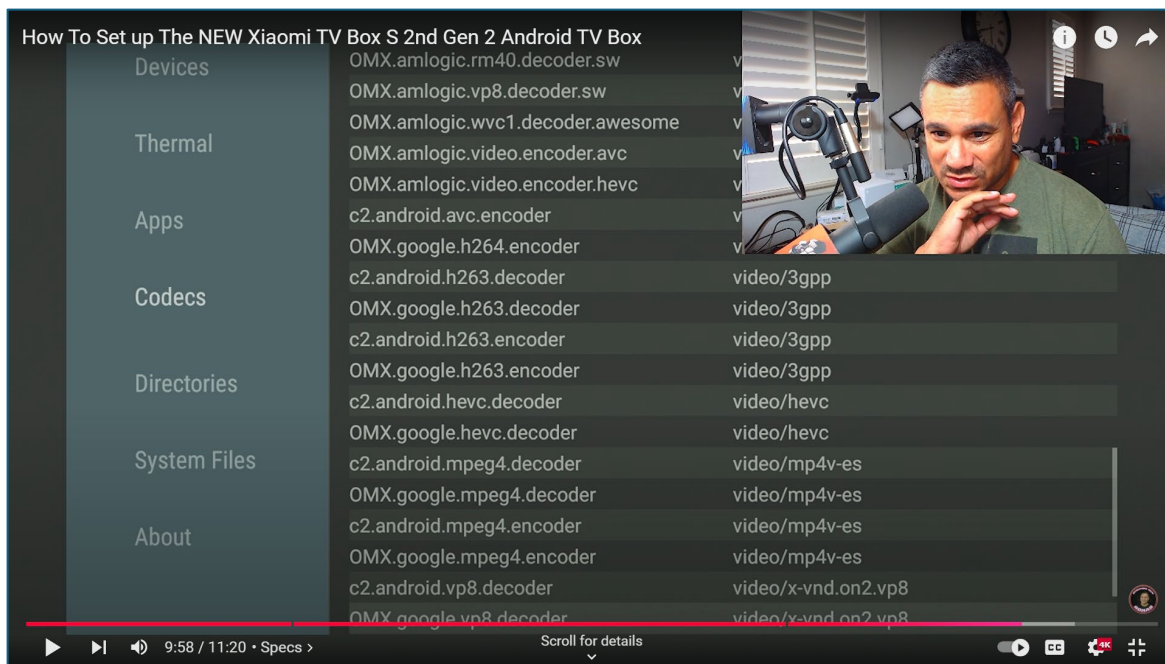 How To Set up The NEW Xiaomi TV Box S 2nd Gen 2 Android TV Box
Devices
Thermal
Apps
Codecs
Directories
System Files
About
OMX.amlogic.rm40.decoder.sw v
OMX.amlogic.vp8.decoder.sw v
OMX.amlogic.wvc1.decoder.awesome v
OMX.amlogic.video.encoder.avc v
OMX.amlogic.video.encoder.hevc v
c2.android.avc.encoder v
OMX.google.h264.encoder v
c2.android.h263.decoder video/3gpp
OMX.google.h263.decoder video/3gpp
c2.android.h263.encoder video/3gpp
OMX.google.h263.encoder video/3gpp
c2.android.hevc.decoder video/hevc
OMX.google.hevc.decoder video/hevc
c2.android.mpeg4.decoder video/mp4v-es
OMX.google.mpeg4.decoder video/mp4v-es
c2.android.mpeg4.encoder video/mp4v-es
OMX.google.mpeg4.encoder video/mp4v-es
c2.android.vp8.decoder video/x-vnd.on2.vp8
OMX.google.vp8.decoder video/x-vnd.on2.vp8
9:58 / 11:20 • Specs >
Scroll for details
CC
4K